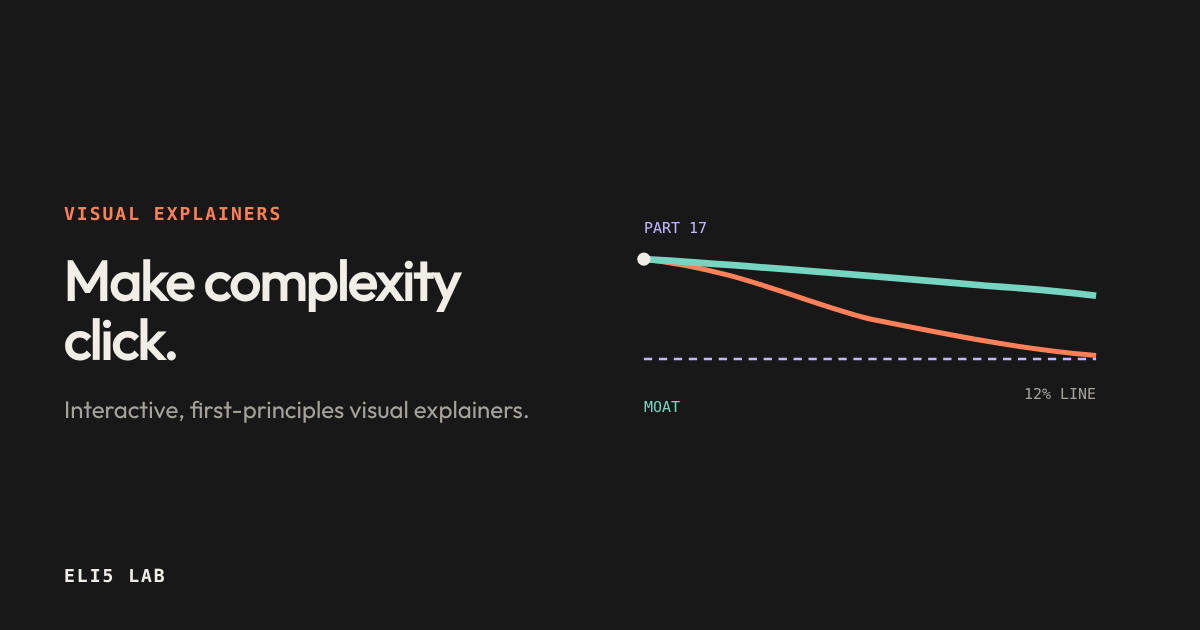 VISUAL EXPLAINERS
Make complexity
click.
Interactive, first-principles visual explainers.
ELI5 LAB
PART 17
12% LINE
MOAT